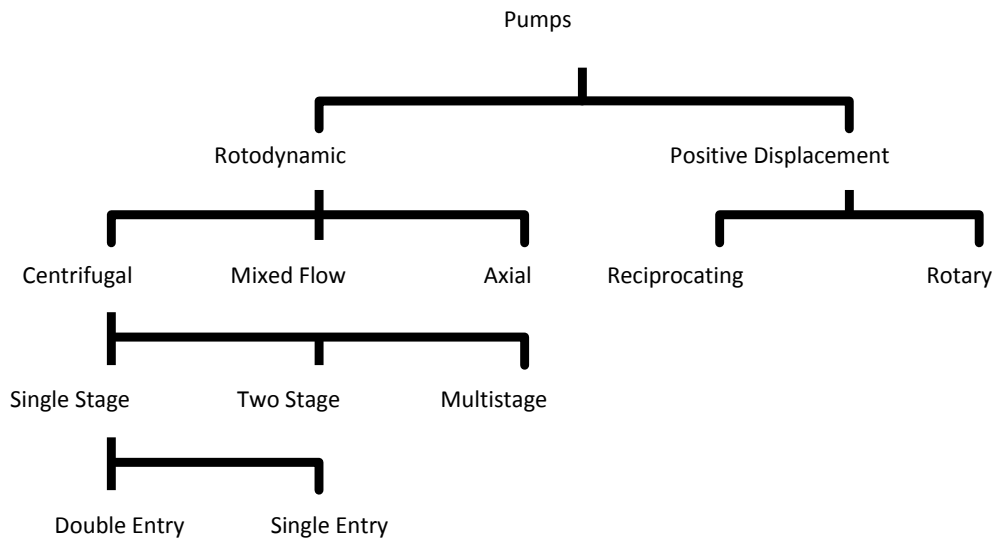 Pumps
Rotodynamic
Positive Displacement
Centrifugal
Mixed Flow
Axial
Reciprocating
Rotary
Single Stage
Two Stage
Multistage
Double Entry
Single Entry